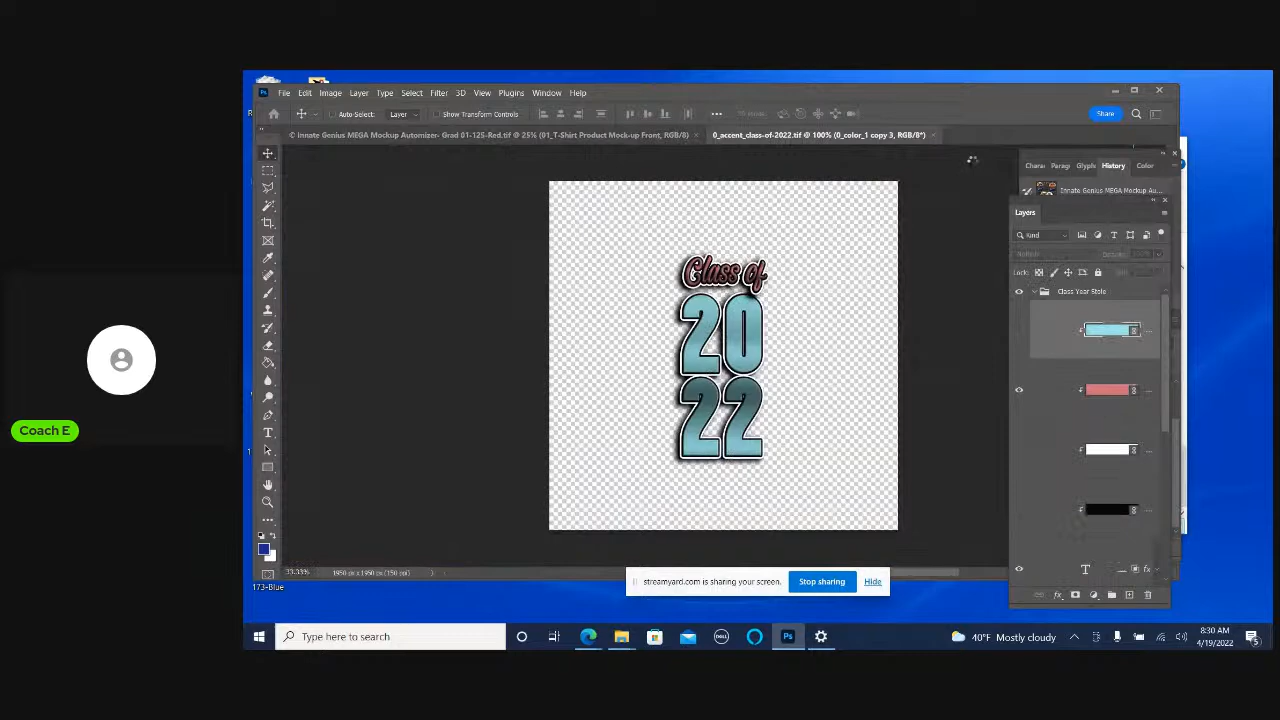 File Edit Image Layer Type Select Filter 3D View Plugins Window Help
Auto-Select: Layer Show Transform Controls Share
© Innate Genius MEGA Mockup Automizer- Grad 01-125-Red.tif @ 25% (01_T-Shirt Product Mock-up Front, RGB/8) × 0_accent_class-of-2022.tif @ 100% (0_color_1 copy 3, RGB/8*) ×
Glyph History Color
Innate Genius MEGA Mockup Au...
Layers
Kind
Lock:
Class Year Stole
Class of
20
22
Coach E
33.33% 1950 px x 1950 px (150 ppi)
streamyard.com is sharing your screen. Stop sharing Hide
173-Blue
Type here to search
40°F Mostly cloudy
8:30 AM
4/19/2022